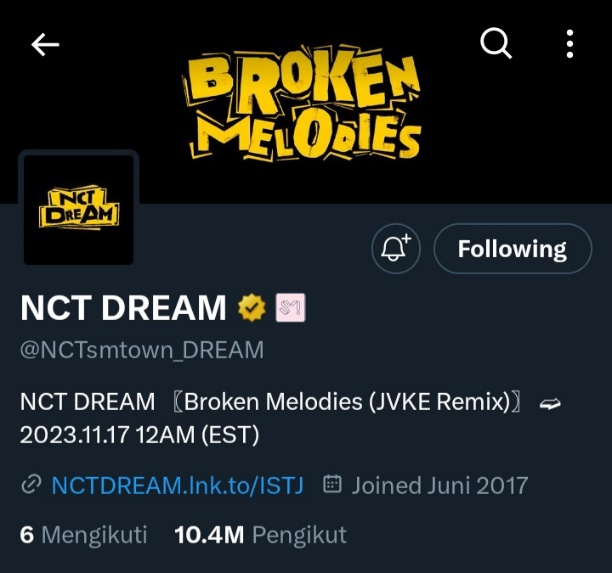 BROKEN
MELODIES
NCT
DREAM
Following
NCT DREAM
@NCTsmtown_DREAM
NCT DREAM 〖Broken Melodies (JVKE Remix)〗 ➫
2023.11.17 12AM (EST)
NCTDREAM.lnk.to/ISTJ Joined Juni 2017
6 Mengikuti 10.4M Pengikut